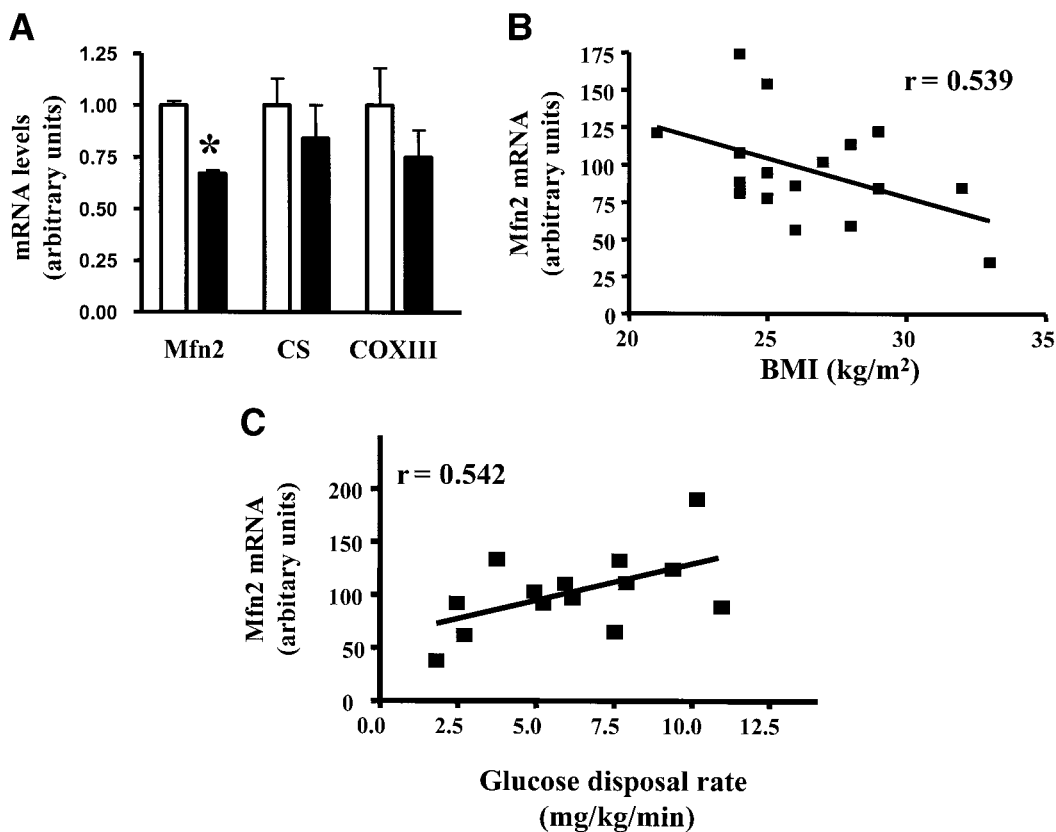 A
mRNA levels
(arbitrary units)
1.25
1.00
0.75
0.50
0.25
0.00
*
Mfn2 CS COXIII
B
Mfn2 mRNA
(arbitrary units)
175
150
125
100
75
50
25
0
r = 0.539
20 25 30 35
BMI (kg/m²)
C
Mfn2 mRNA
(arbitary units)
200
150
100
50
0
r = 0.542
0.0 2.5 5.0 7.5 10.0 12.5
Glucose disposal rate
(mg/kg/min)